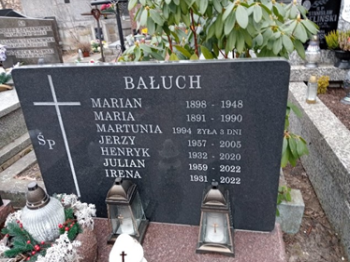 BAŁUCH
ŚP
MARIAN 1898 - 1948
MARIA 1891 - 1990
MARTUNIA 1994 ŻYŁA 3 DNI
JERZY 1957 - 2005
HENRYK 1932 - 2020
JULIAN 1959 - 2022
IRENA 1931 - 2022